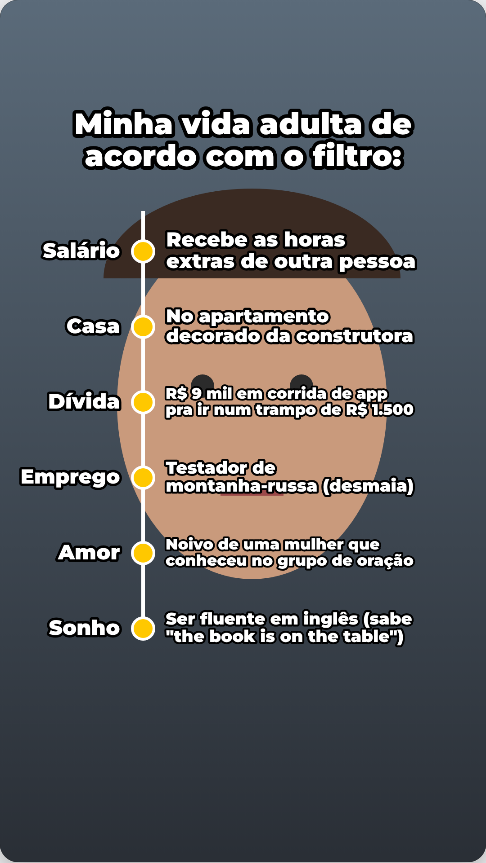 Minha vida adulta de
acordo com o filtro:
Salário
Recebe as horas
extras de outra pessoa
Casa
No apartamento
decorado da construtora
Dívida
R$ 9 mil em corrida de app
pra ir num trampo de R$ 1.500
Emprego
Testador de
montanha-russa (desmaia)
Amor
Noivo de uma mulher que
conheceu no grupo de oração
Sonho
Ser fluente em inglês (sabe
"the book is on the table")